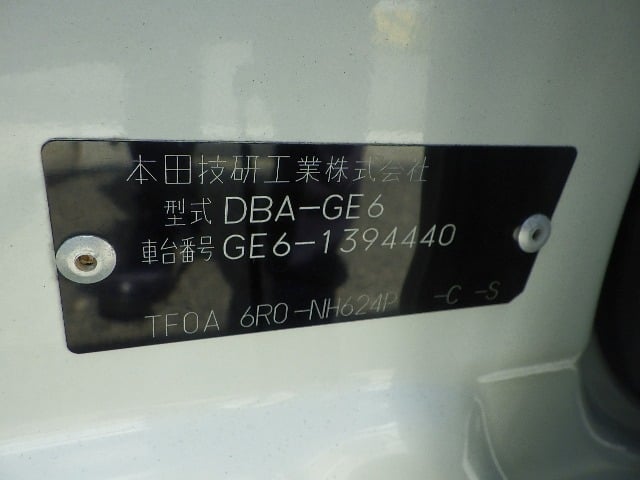 本田技研工業株式会社
型式 DBA-GE6
車台番号 GE6-1394440
TF0A 6R0-NH624P -C -S